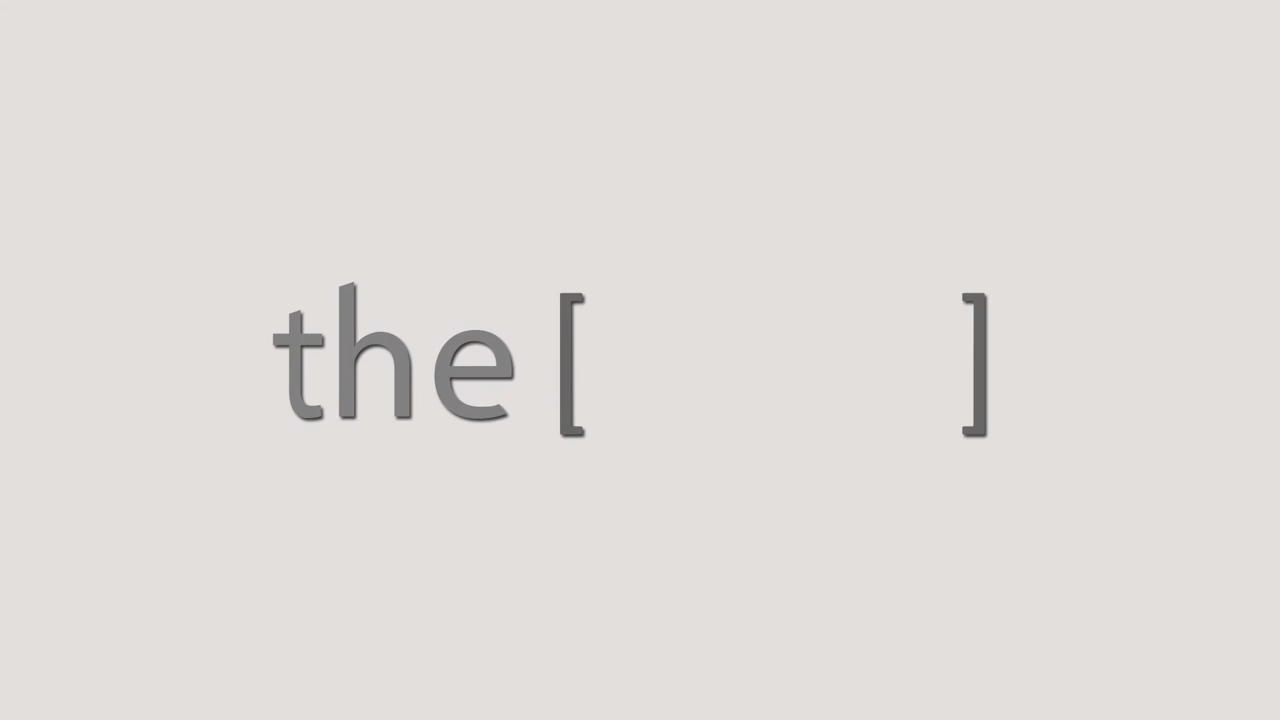 the [ ]